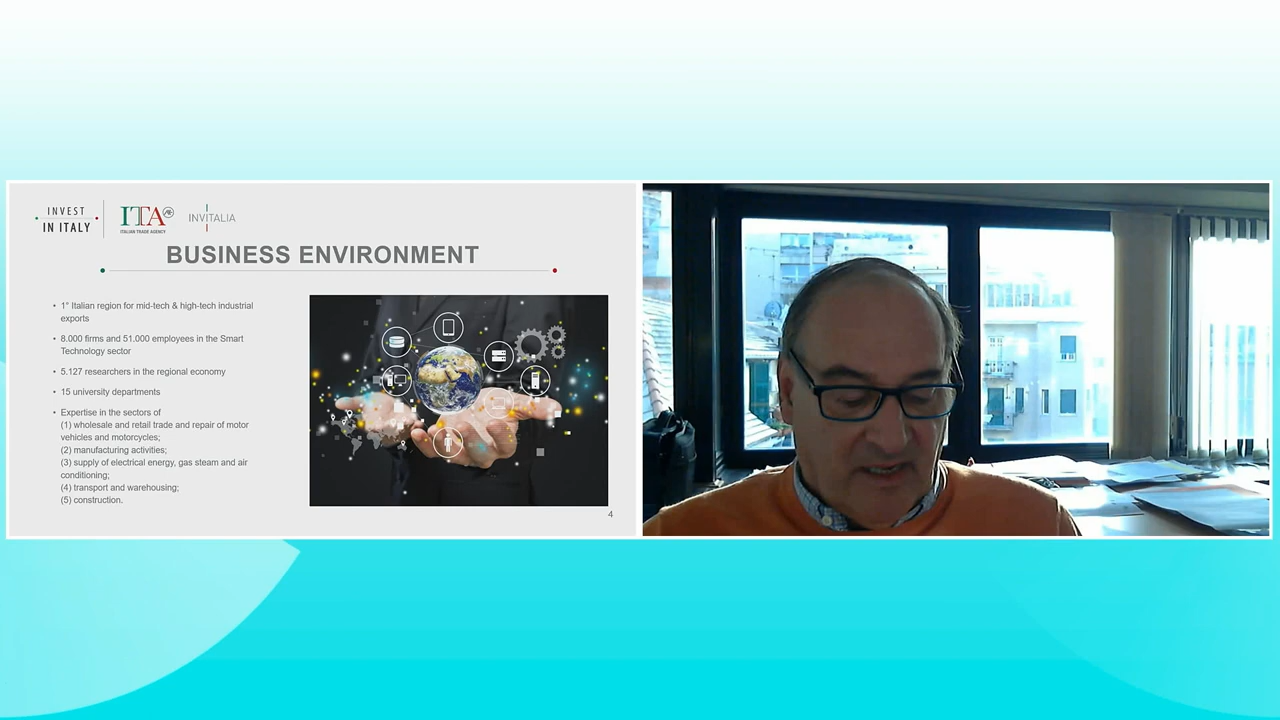 INVEST
IN ITALY
ITA
ITALIAN TRADE AGENCY
INVITALIA
BUSINESS ENVIRONMENT
• 1° Italian region for mid-tech & high-tech industrial
exports
• 8.000 firms and 51.000 employees in the Smart
Technology sector
• 5.127 researchers in the regional economy
• 15 university departments
• Expertise in the sectors of
(1) wholesale and retail trade and repair of motor
vehicles and motorcycles;
(2) manufacturing activities;
(3) supply of electrical energy, gas steam and air
conditioning;
(4) transport and warehousing;
(5) construction.
4